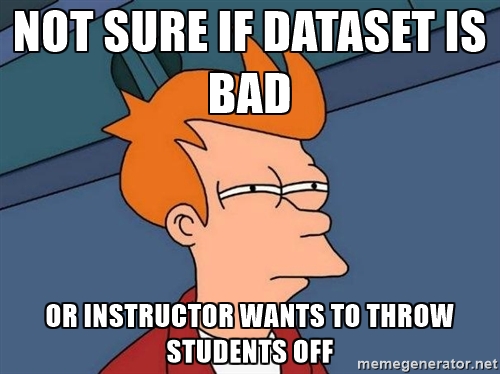 NOT SURE IF DATASET IS
BAD
OR INSTRUCTOR WANTS TO THROW
STUDENTS OFF
memegenerator.net